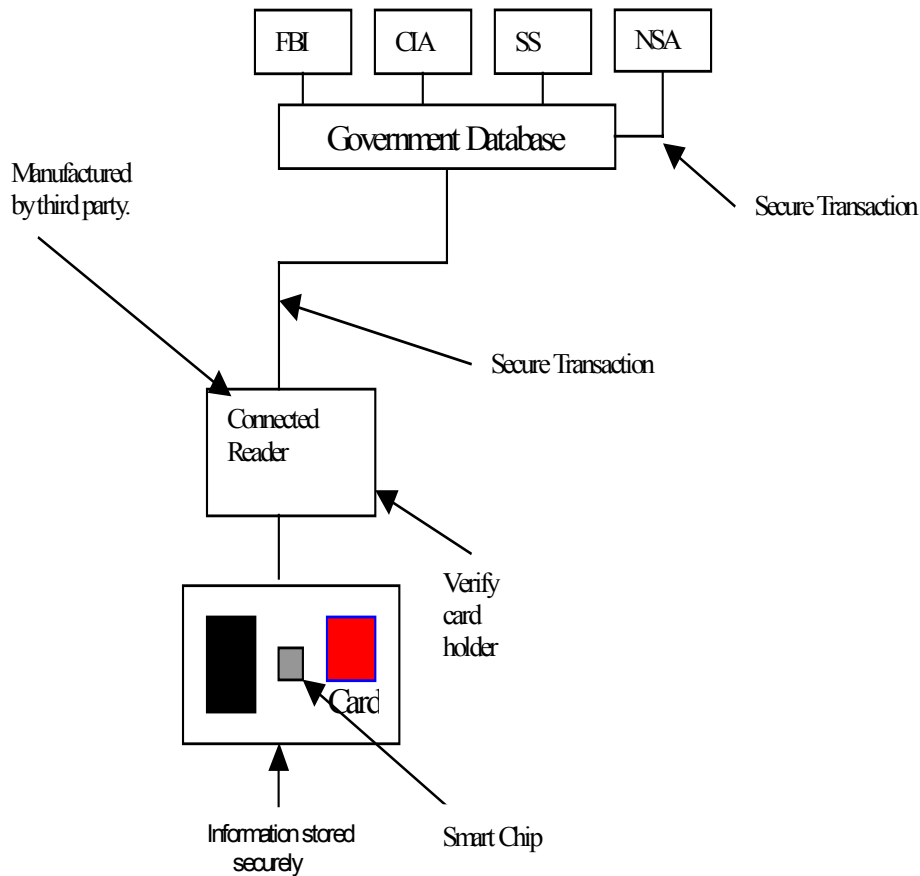 FBI
CIA
SS
NSA
Government Database
Manufactured
by third party.
Secure Transaction
Secure Transaction
Connected
Reader
Verify
card
holder
Card
Information stored
securely
Smart Chip